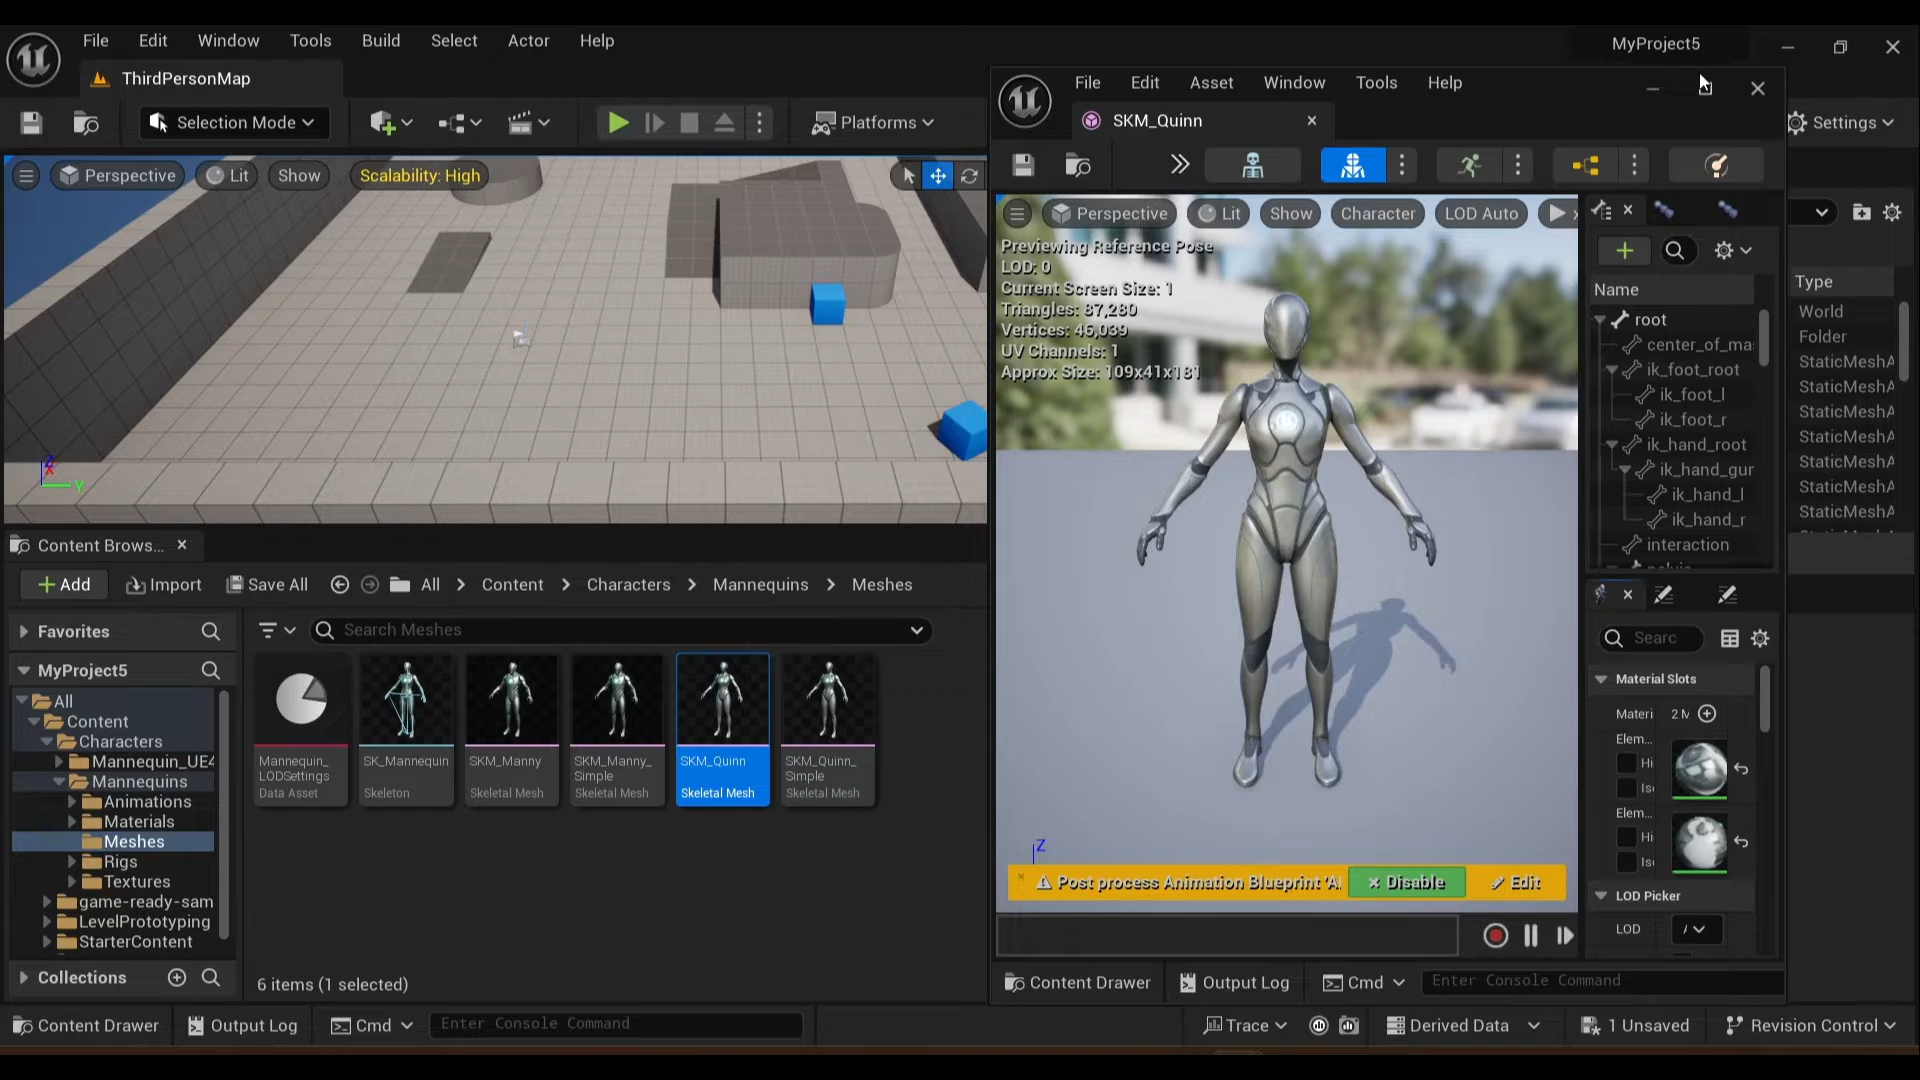 File Edit Window Tools Build Select Actor Help
MyProject5
ThirdPersonMap
Selection Mode
Platforms
Settings
Perspective
Lit
Show
Scalability: High
Z
X
Y
File Edit Asset Window Tools Help
SKM_Quinn
Perspective
Lit
Show
Character
LOD Auto
Previewing Reference Pose
LOD: 0
Current Screen Size: 1
Triangles: 87,280
Vertices: 46,039
UV Channels: 1
Approx Size: 109x41x181
Z
Post process Animation Blueprint 'A
Disable
Edit
Name
root
center_of_ma
ik_foot_root
ik_foot_l
ik_foot_r
ik_hand_root
ik_hand_gur
ik_hand_l
ik_hand_r
interaction
Searc
Material Slots
Materi 2 M
Elem...
Hi
Is
Elem...
Hi
Is
LOD Picker
LOD
Type
World
Folder
StaticMeshA
StaticMeshA
StaticMeshA
StaticMeshA
StaticMeshA
StaticMeshA
StaticMeshA
Content Drawer
Output Log
Cmd
Enter Console Command
Content Brows...
Add
Import
Save All
All > Content > Characters > Mannequins > Meshes
Favorites
Search Meshes
MyProject5
All
Content
Characters
Mannequin_UE4
Mannequins
Animations
Materials
Meshes
Rigs
Textures
game-ready-sam
LevelPrototyping
StarterContent
Collections
Mannequin_
LODSettings
Data Asset
SK_Mannequin
Skeleton
SKM_Manny
Skeletal Mesh
SKM_Manny_
Simple
Skeletal Mesh
SKM_Quinn
Skeletal Mesh
SKM_Quinn_
Simple
Skeletal Mesh
6 items (1 selected)
Content Drawer
Output Log
Cmd
Enter Console Command
Trace
Derived Data
1 Unsaved
Revision Control